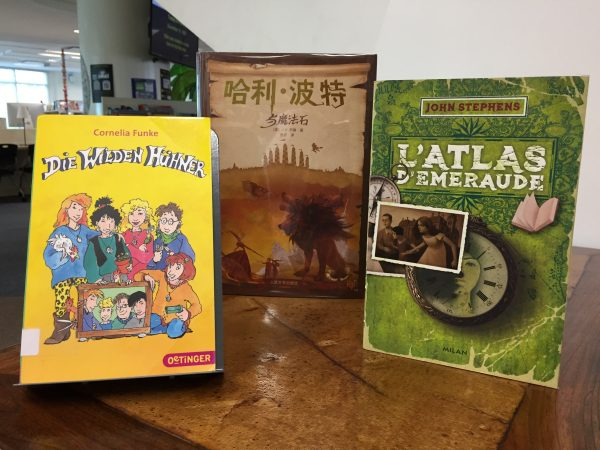 Cornelia Funke
DIE WILDEN HÜHNER
OETINGER
哈利·波特
与魔法石
JOHN STEPHENS
L'ATLAS
D'EMERAUDE
MILAN